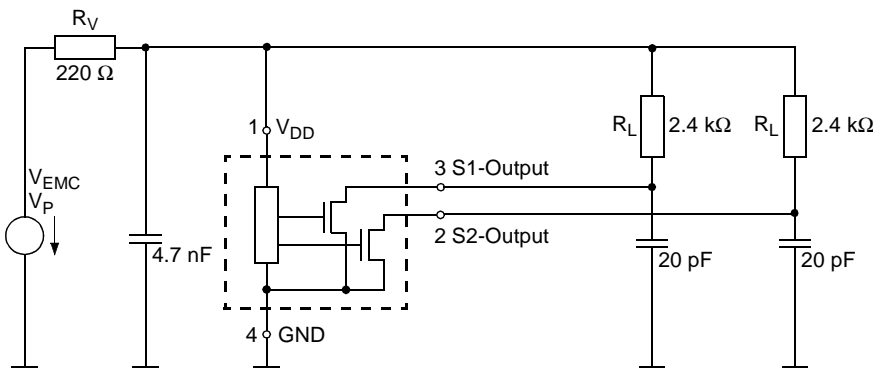 R_V
220 Ω
1 V_DD
R_L 2.4 kΩ
R_L 2.4 kΩ
3 S1-Output
V_EMC
V_P
2 S2-Output
4.7 nF
20 pF
20 pF
4 GND